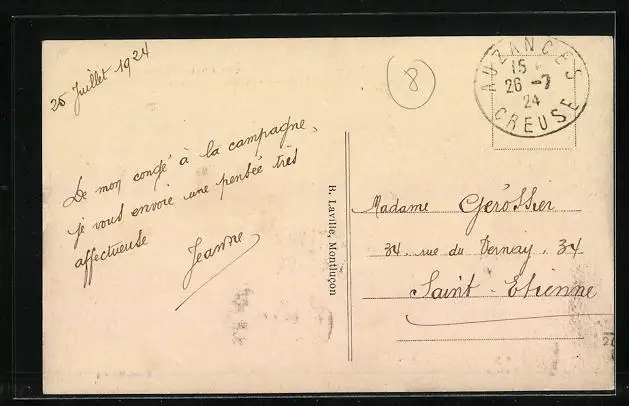 25 Juillet 1924
8
AUZANCES
15
26 -7
24
CREUSE
De mon congé à la campagne,
je vous envoie une pensée très
affectueuse
Jeanne
B. Laville, Montluçon
Madame Gerossier
34, rue du Vernay, 34
Saint-Etienne